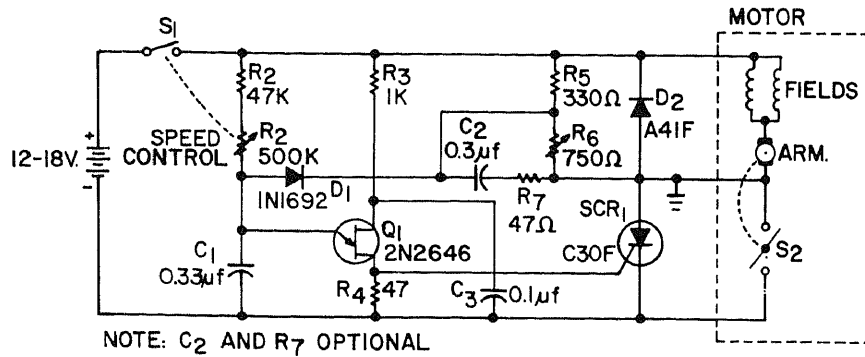 MOTOR
S1
R2
47K
R3
1K
R5
330Ω
D2
A41F
FIELDS
+
12-18V.
-
SPEED
CONTROL
R2
500K
C2
0.3µf
R6
750Ω
ARM.
1N1692
D1
R7
47Ω
SCR1
C30F
S2
Q1
2N2646
C1
0.33µf
R4
47
C3
0.1µf
NOTE: C2 AND R7 OPTIONAL